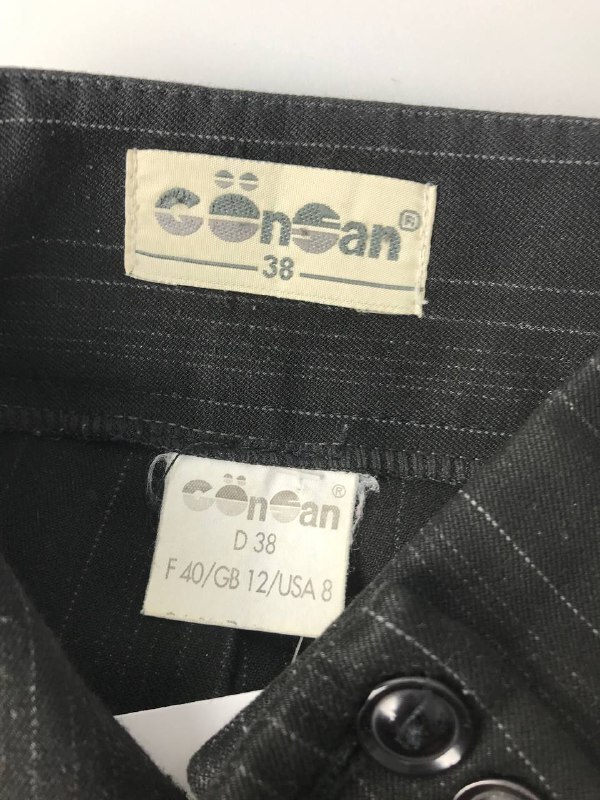 GönSan®
38
GönSan®
D 38
F 40/GB 12/USA 8